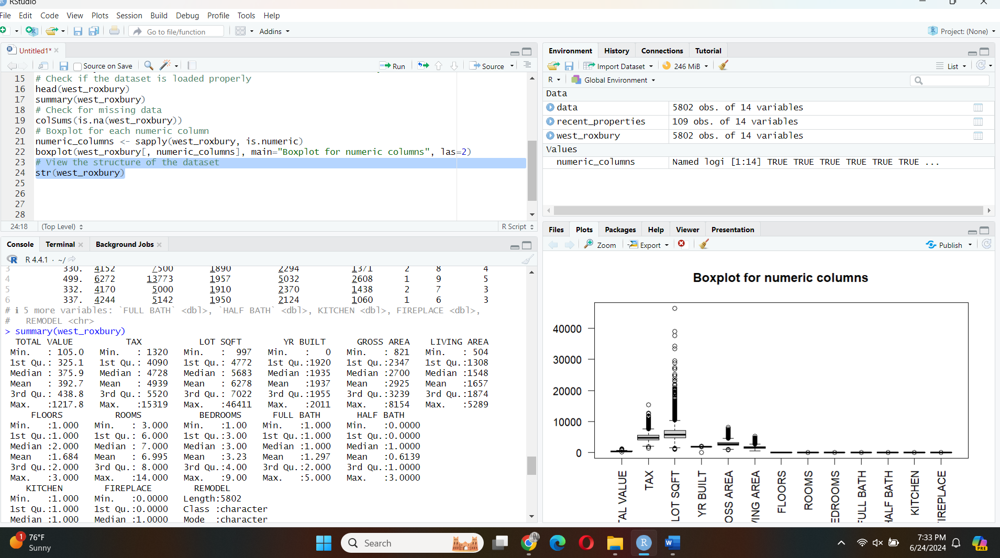 RStudio
File Edit Code View Plots Session Build Debug Profile Tools Help
Go to file/function
Addins
Project: (None)
Untitled1*
Source on Save
Run
Source
15 # Check if the dataset is loaded properly
16 head(west_roxbury)
17 summary(west_roxbury)
18 # Check for missing data
19 colSums(is.na(west_roxbury))
20 # Boxplot for each numeric column
21 numeric_columns <- sapply(west_roxbury, is.numeric)
22 boxplot(west_roxbury[, numeric_columns], main="Boxplot for numeric columns", las=2)
23 # View the structure of the dataset
24 str(west_roxbury)
25
26
27
28
24:18 (Top Level) R Script
Console Terminal Background Jobs
R 4.4.1 · ~/
3 330. 4152 7500 1890 2294 1371 2 8 4
4 499. 6272 13773 1957 5032 2608 1 9 5
5 332. 4170 5000 1910 2370 1438 2 7 3
6 337. 4244 5142 1950 2124 1060 1 6 3
# ℹ 5 more variables: `FULL BATH` <dbl>, `HALF BATH` <dbl>, KITCHEN <dbl>, FIREPLACE <dbl>,
# REMODEL <chr>
> summary(west_roxbury)
TOTAL VALUE TAX LOT SQFT YR BUILT GROSS AREA LIVING AREA
Min. : 105.0 Min. : 1320 Min. : 997 Min. : 0 Min. : 821 Min. : 504
1st Qu.: 325.1 1st Qu.: 4090 1st Qu.: 4772 1st Qu.:1920 1st Qu.:2347 1st Qu.:1308
Median : 375.9 Median : 4728 Median : 5683 Median :1935 Median :2700 Median :1548
Mean : 392.7 Mean : 4939 Mean : 6278 Mean :1937 Mean :2925 Mean :1657
3rd Qu.: 438.8 3rd Qu.: 5520 3rd Qu.: 7022 3rd Qu.:1955 3rd Qu.:3239 3rd Qu.:1874
Max. :1217.8 Max. :15319 Max. :46411 Max. :2011 Max. :8154 Max. :5289
FLOORS ROOMS BEDROOMS FULL BATH HALF BATH
Min. :1.000 Min. : 3.000 Min. :1.00 Min. :1.000 Min. :0.0000
1st Qu.:1.000 1st Qu.: 6.000 1st Qu.:3.00 1st Qu.:1.000 1st Qu.:0.0000
Median :2.000 Median : 7.000 Median :3.00 Median :1.000 Median :1.0000
Mean :1.684 Mean : 6.995 Mean :3.23 Mean :1.297 Mean :0.6139
3rd Qu.:2.000 3rd Qu.: 8.000 3rd Qu.:4.00 3rd Qu.:2.000 3rd Qu.:1.0000
Max. :3.000 Max. :14.000 Max. :9.00 Max. :5.000 Max. :3.0000
KITCHEN FIREPLACE REMODEL
Min. :1.000 Min. :0.0000 Length:5802
1st Qu.:1.000 1st Qu.:0.0000 Class :character
Median :1.000 Median :1.0000 Mode :character
Environment History Connections Tutorial
Import Dataset 246 MiB List
R Global Environment
Data
data 5802 obs. of 14 variables
recent_properties 109 obs. of 14 variables
west_roxbury 5802 obs. of 14 variables
Values
numeric_columns Named logi [1:14] TRUE TRUE TRUE TRUE TRUE TRUE ...
Files Plots Packages Help Viewer Presentation
Zoom Export Publish
Boxplot for numeric columns
40000
30000
20000
10000
0
TAL VALUE
TAX
LOT SQFT
YR BUILT
OSS AREA
VING AREA
FLOORS
ROOMS
EDROOMS
FULL BATH
HALF BATH
KITCHEN
IREPLACE
1
76°F
Sunny
Search
7:33 PM
6/24/2024
PRE